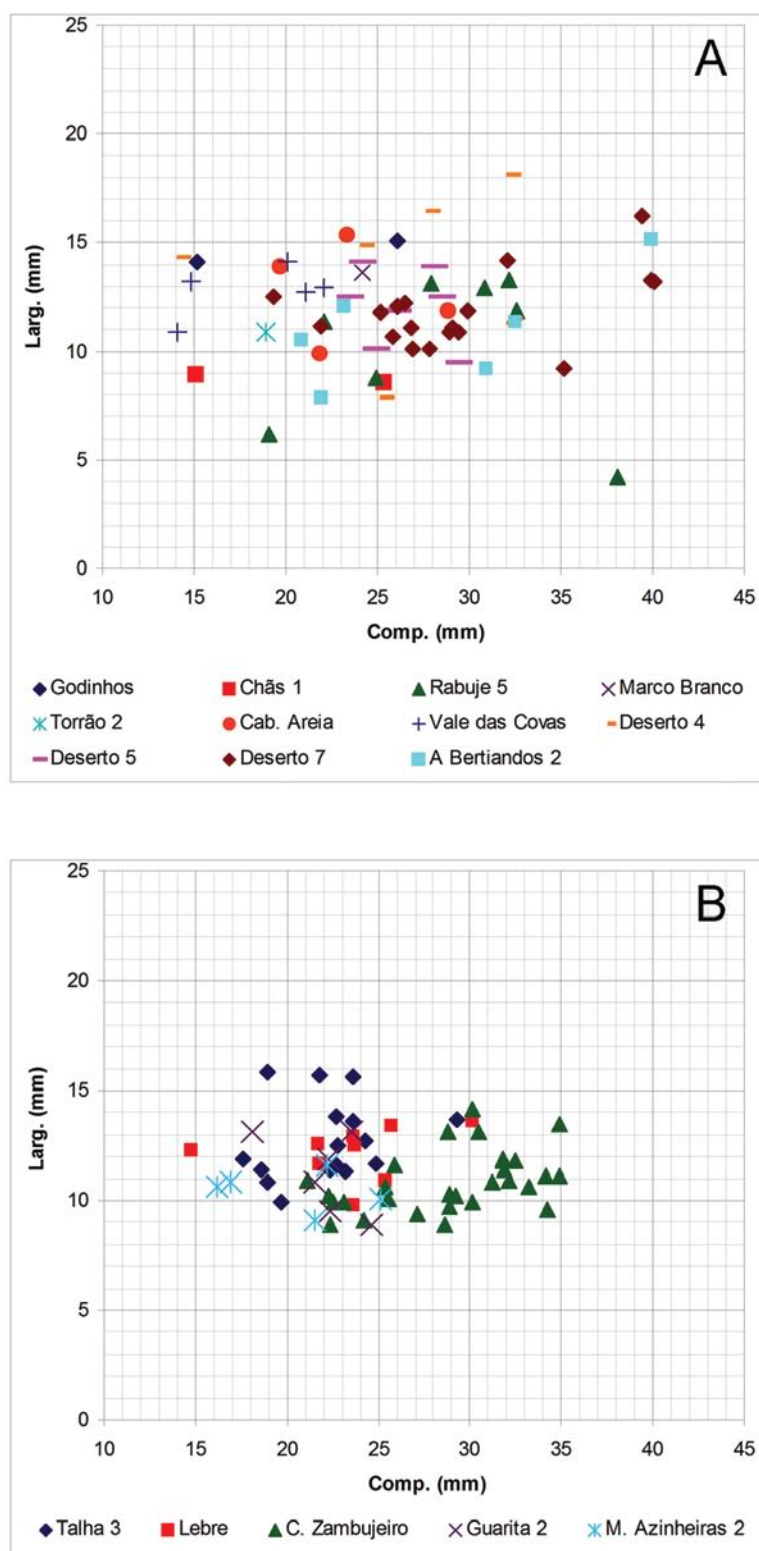 A
25
20
15
10
5
0
Larg. (mm)
10 15 20 25 30 35 40 45
Comp. (mm)
Godinhos Chãs 1 Rabuje 5 Marco Branco
Torrão 2 Cab. Areia Vale das Covas Deserto 4
Deserto 5 Deserto 7 A Bertiandos 2
B
25
20
15
10
5
0
Larg. (mm)
10 15 20 25 30 35 40 45
Comp. (mm)
Talha 3 Lebre C. Zambujeiro Guarita 2 M. Azinheiras 2